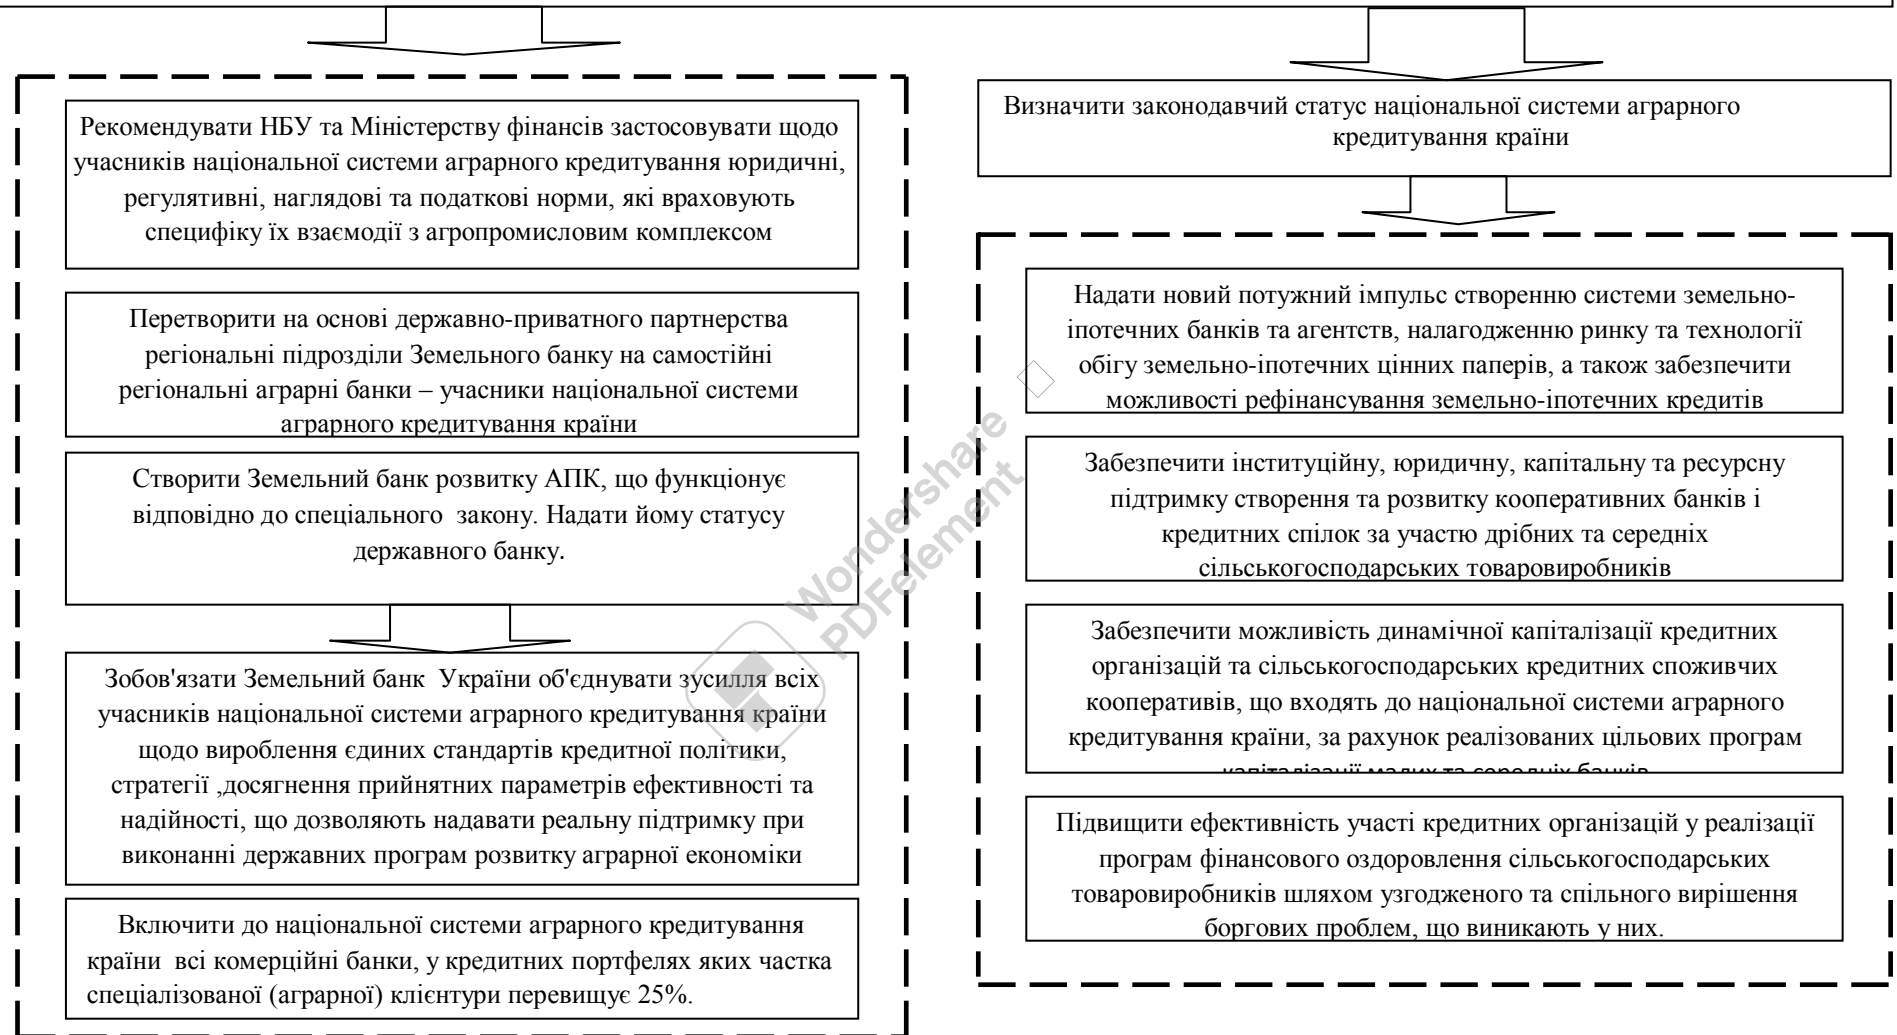 Рекомендувати НБУ та Міністерству фінансів застосовувати щодо
учасників національної системи аграрного кредитування юридичні,
регулятивні, наглядові та податкові норми, які враховують
специфіку їх взаємодії з агропромисловим комплексом
Перетворити на основі державно-приватного партнерства
регіональні підрозділи Земельного банку на самостійні
регіональні аграрні банки – учасники національної системи
аграрного кредитування країни
Створити Земельний банк розвитку АПК, що функціонує
відповідно до спеціального закону. Надати йому статусу
державного банку.
Зобов'язати Земельний банк України об'єднувати зусилля всіх
учасників національної системи аграрного кредитування країни
щодо вироблення єдиних стандартів кредитної політики,
стратегії ,досягнення прийнятних параметрів ефективності та
надійності, що дозволяють надавати реальну підтримку при
виконанні державних програм розвитку аграрної економіки
Включити до національної системи аграрного кредитування
країни всі комерційні банки, у кредитних портфелях яких частка
спеціалізованої (аграрної) клієнтури перевищує 25%.
Визначити законодавчий статус національної системи аграрного
кредитування країни
Надати новий потужний імпульс створенню системи земельно-
іпотечних банків та агентств, налагодженню ринку та технології
обігу земельно-іпотечних цінних паперів, а також забезпечити
можливості рефінансування земельно-іпотечних кредитів
Забезпечити інституційну, юридичну, капітальну та ресурсну
підтримку створення та розвитку кооперативних банків і
кредитних спілок за участю дрібних та середніх
сільськогосподарських товаровиробників
Забезпечити можливість динамічної капіталізації кредитних
організацій та сільськогосподарських кредитних споживчих
кооперативів, що входять до національної системи аграрного
кредитування країни, за рахунок реалізованих цільових програм
капіталізації малих та середніх банків
Підвищити ефективність участі кредитних організацій у реалізації
програм фінансового оздоровлення сільськогосподарських
товаровиробників шляхом узгодженого та спільного вирішення
боргових проблем, що виникають у них.
Wondershare
PDFelement